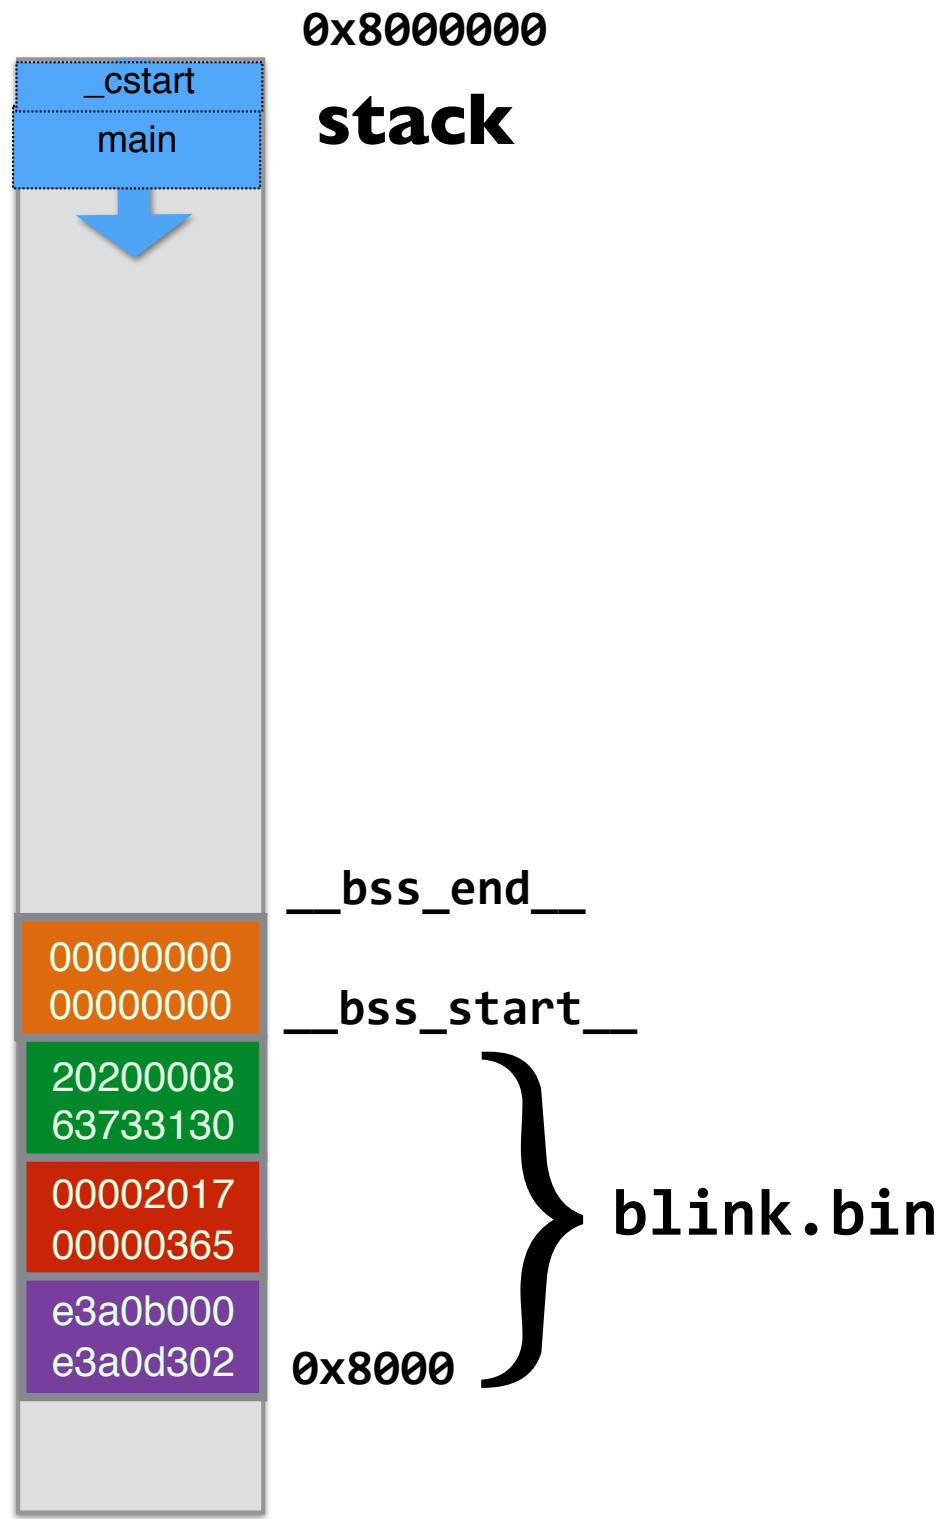 0x8000000
_cstart
stack
main
__bss_end__
00000000
00000000
__bss_start__
20200008
63733130
00002017
blink.bin
00000365
e3a0b000
e3a0d302
0x8000